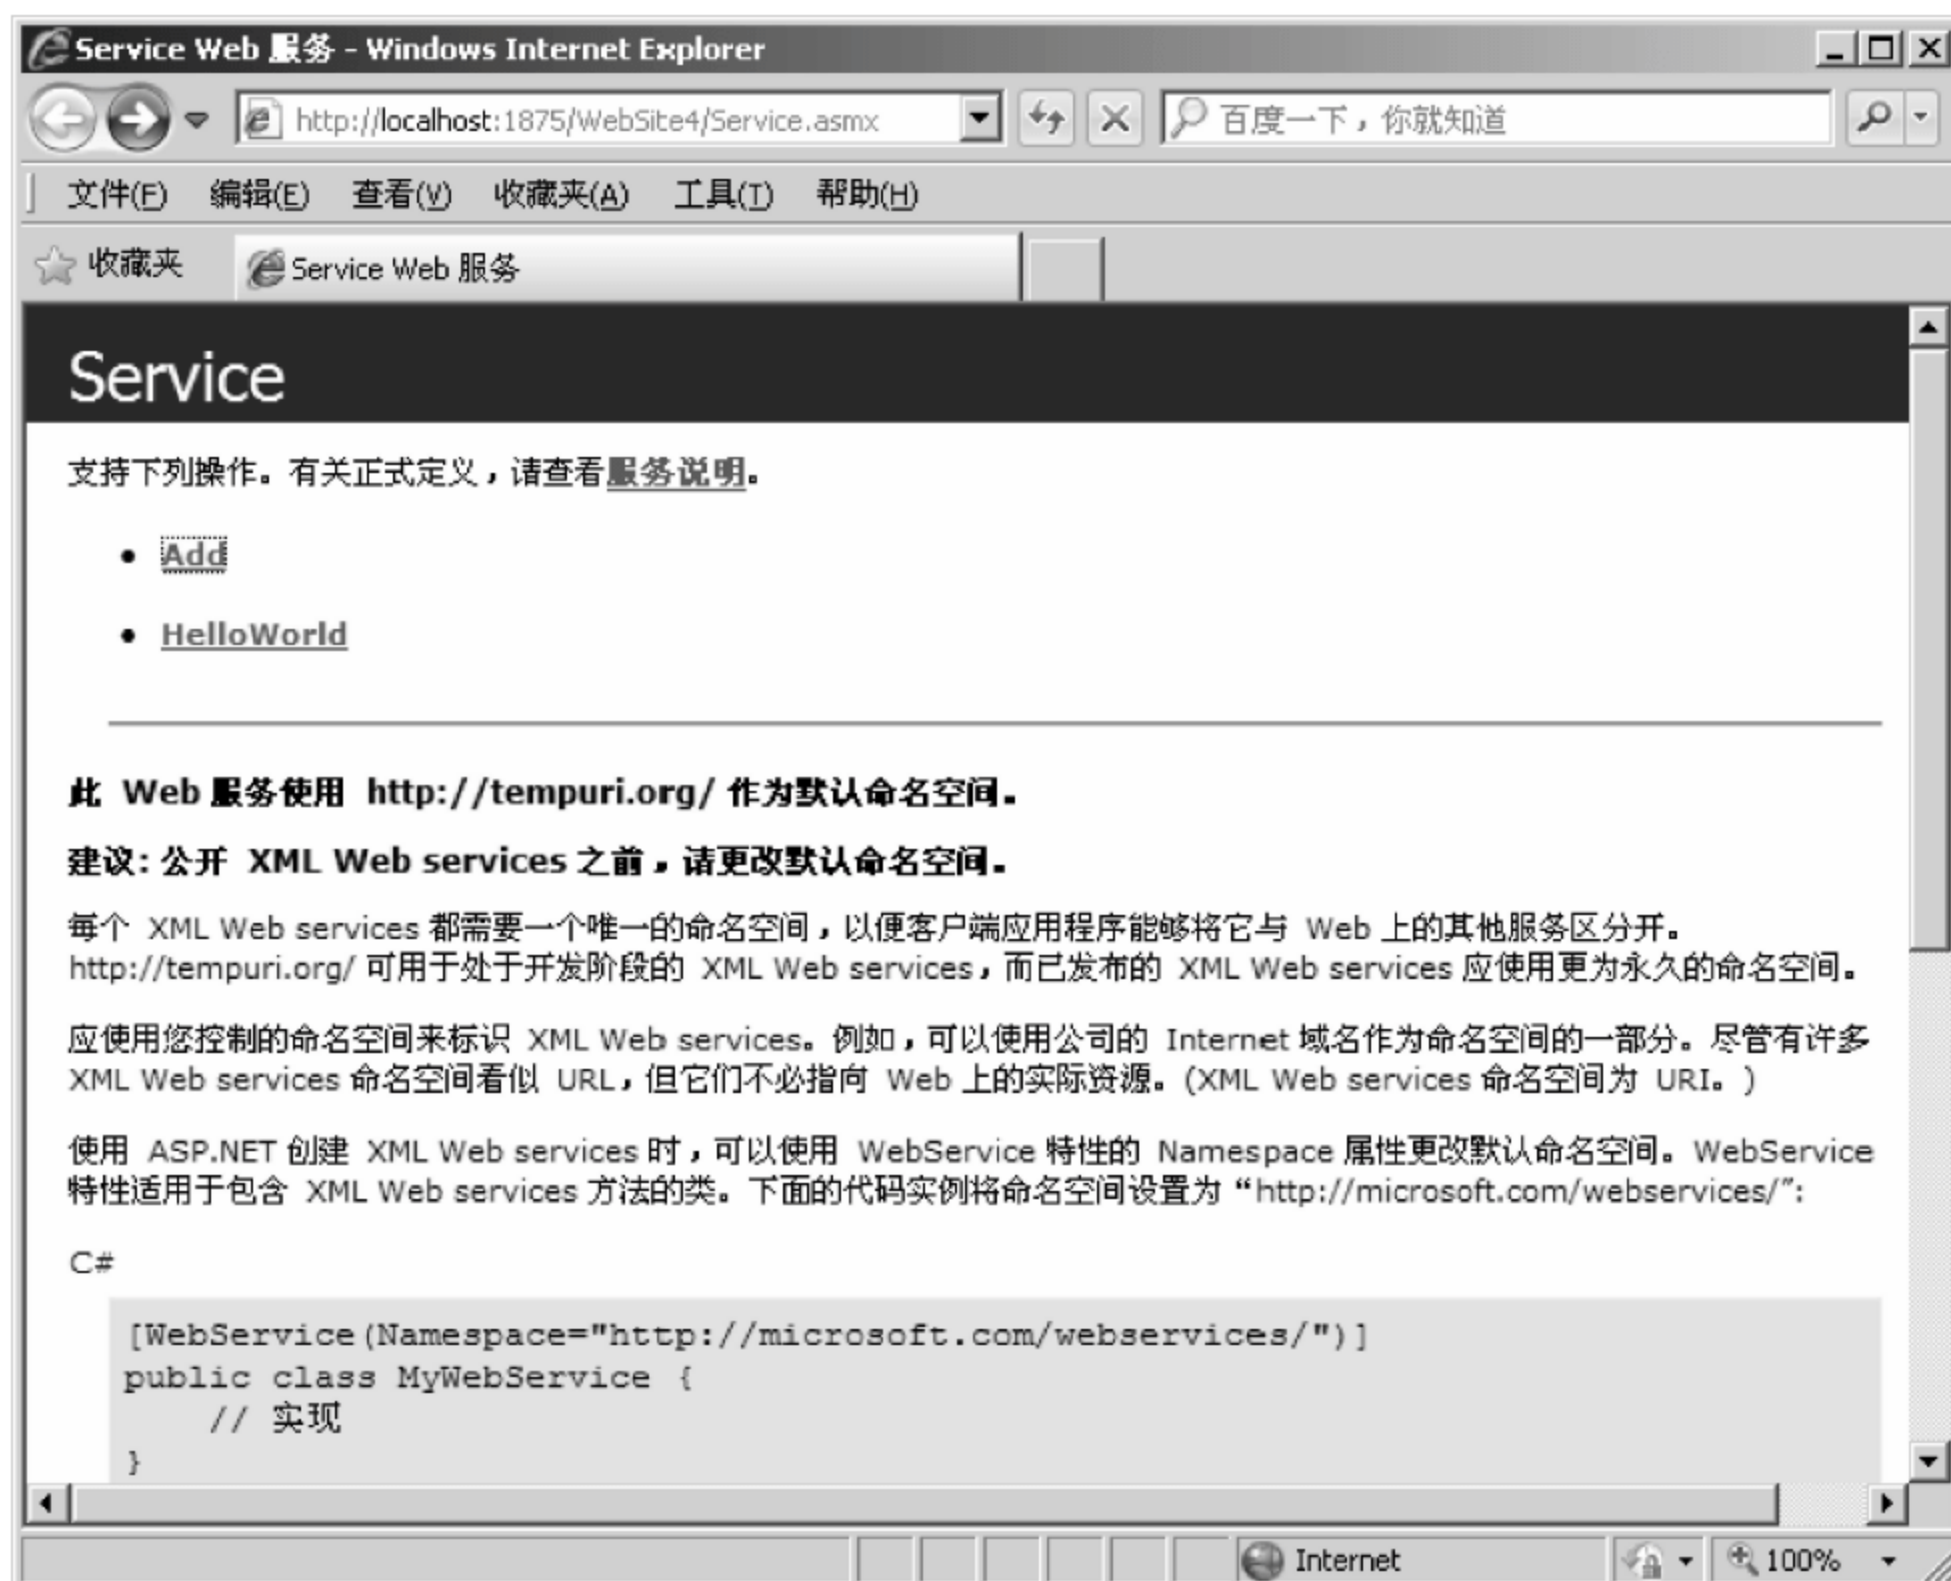 Service Web 服务 - Windows Internet Explorer
http://localhost:1875/WebSite4/Service.asmx 百度一下，你就知道
文件(F) 编辑(E) 查看(V) 收藏夹(A) 工具(T) 帮助(H)
收藏夹 Service Web 服务
Service
支持下列操作。有关正式定义，请查看服务说明。
• Add
• HelloWorld
此 Web 服务使用 http://tempuri.org/ 作为默认命名空间。
建议: 公开 XML Web services 之前，请更改默认命名空间。
每个 XML Web services 都需要一个唯一的命名空间，以便客户端应用程序能够将它与 Web 上的其他服务区分开。
http://tempuri.org/ 可用于处于开发阶段的 XML Web services，而已发布的 XML Web services 应使用更为永久的命名空间。
应使用您控制的命名空间来标识 XML Web services。例如，可以使用公司的 Internet 域名作为命名空间的一部分。尽管有许多
XML Web services 命名空间看似 URL，但它们不必指向 Web 上的实际资源。(XML Web services 命名空间为 URI。)
使用 ASP.NET 创建 XML Web services 时，可以使用 WebService 特性的 Namespace 属性更改默认命名空间。WebService
特性适用于包含 XML Web services 方法的类。下面的代码实例将命名空间设置为“http://microsoft.com/webservices/”:
C#
[WebService(Namespace="http://microsoft.com/webservices/")]
public class MyWebService {
// 实现
}
Internet 100%